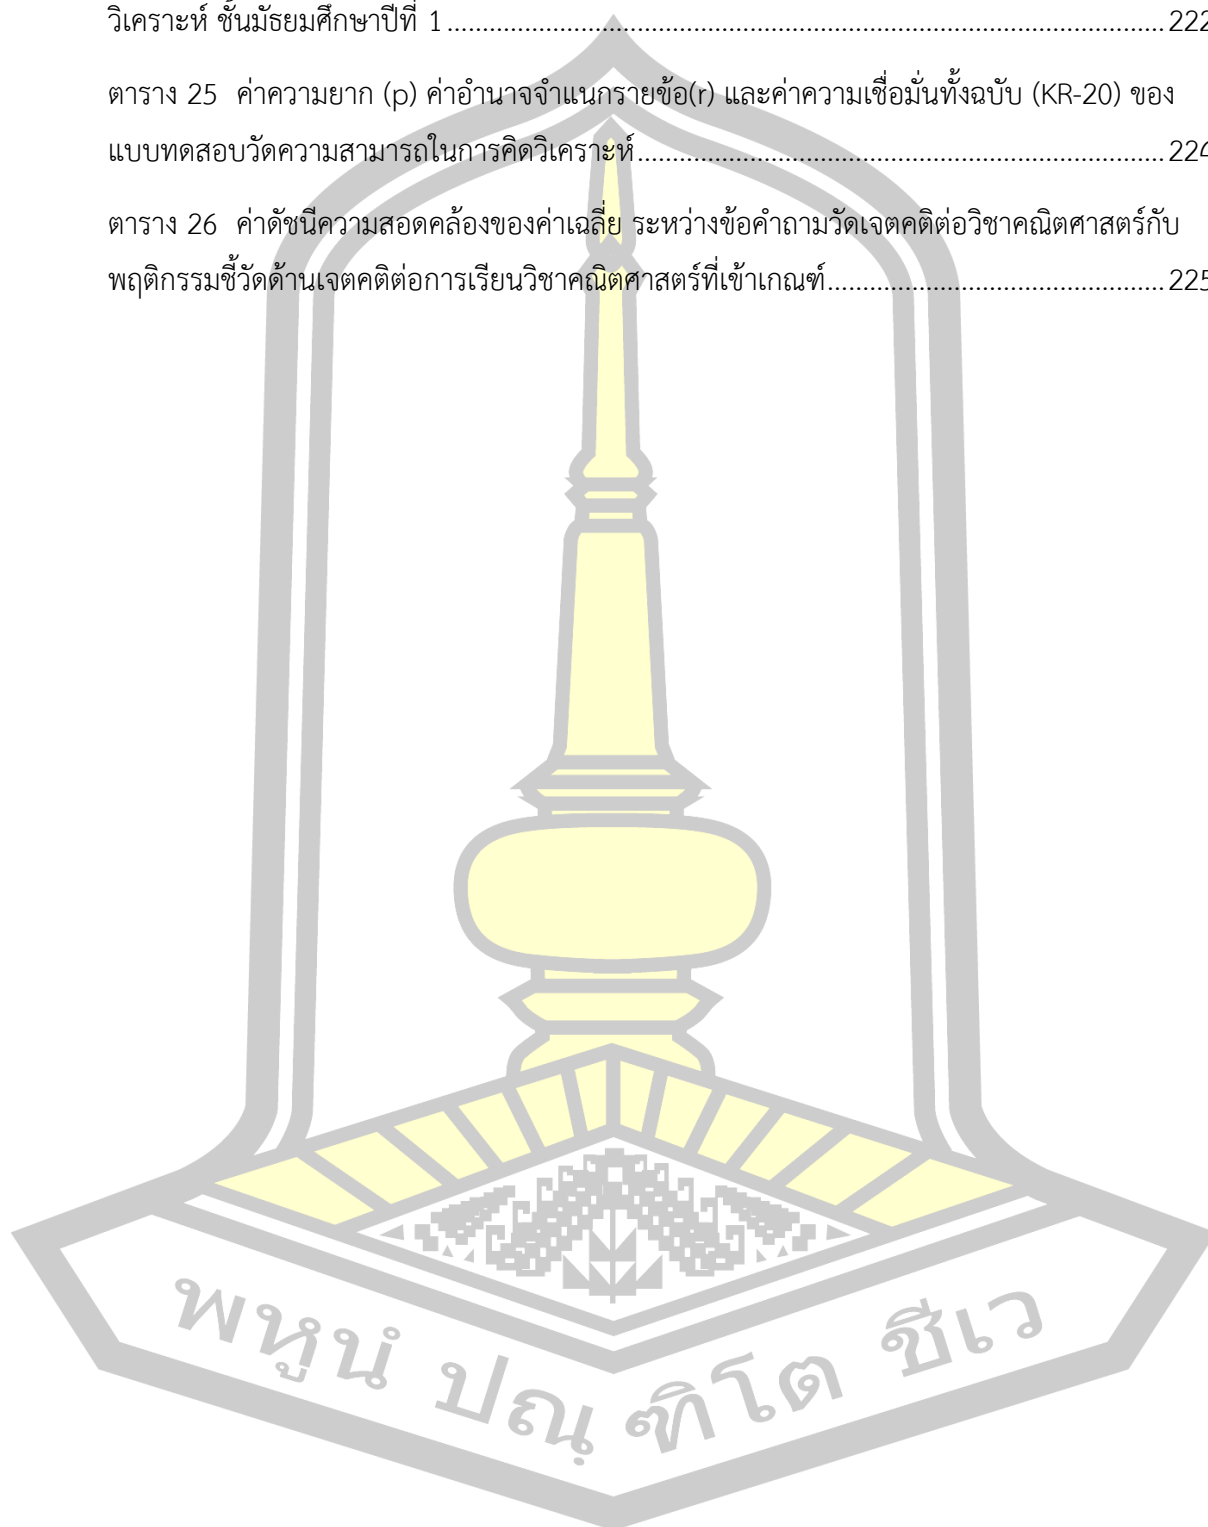 วิเคราะห์ ชั้นมัธยมศึกษาปีที่ 1 ........................................................................................................ 222
ตาราง 25  ค่าความยาก (p) ค่าอำนาจจำแนกรายข้อ(r) และค่าความเชื่อมั่นทั้งฉบับ (KR-20) ของ
แบบทดสอบวัดความสามารถในการคิดวิเคราะห์ ............................................................................ 224
ตาราง 26  ค่าดัชนีความสอดคล้องของค่าเฉลี่ย ระหว่างข้อคำถามวัดเจตคติต่อวิชาคณิตศาสตร์กับ
พฤติกรรมชี้วัดด้านเจตคติต่อการเรียนวิชาคณิตศาสตร์ที่เข้าเกณฑ์ ................................................ 225
พหูนํ ปณฺฑิโต ชีเว